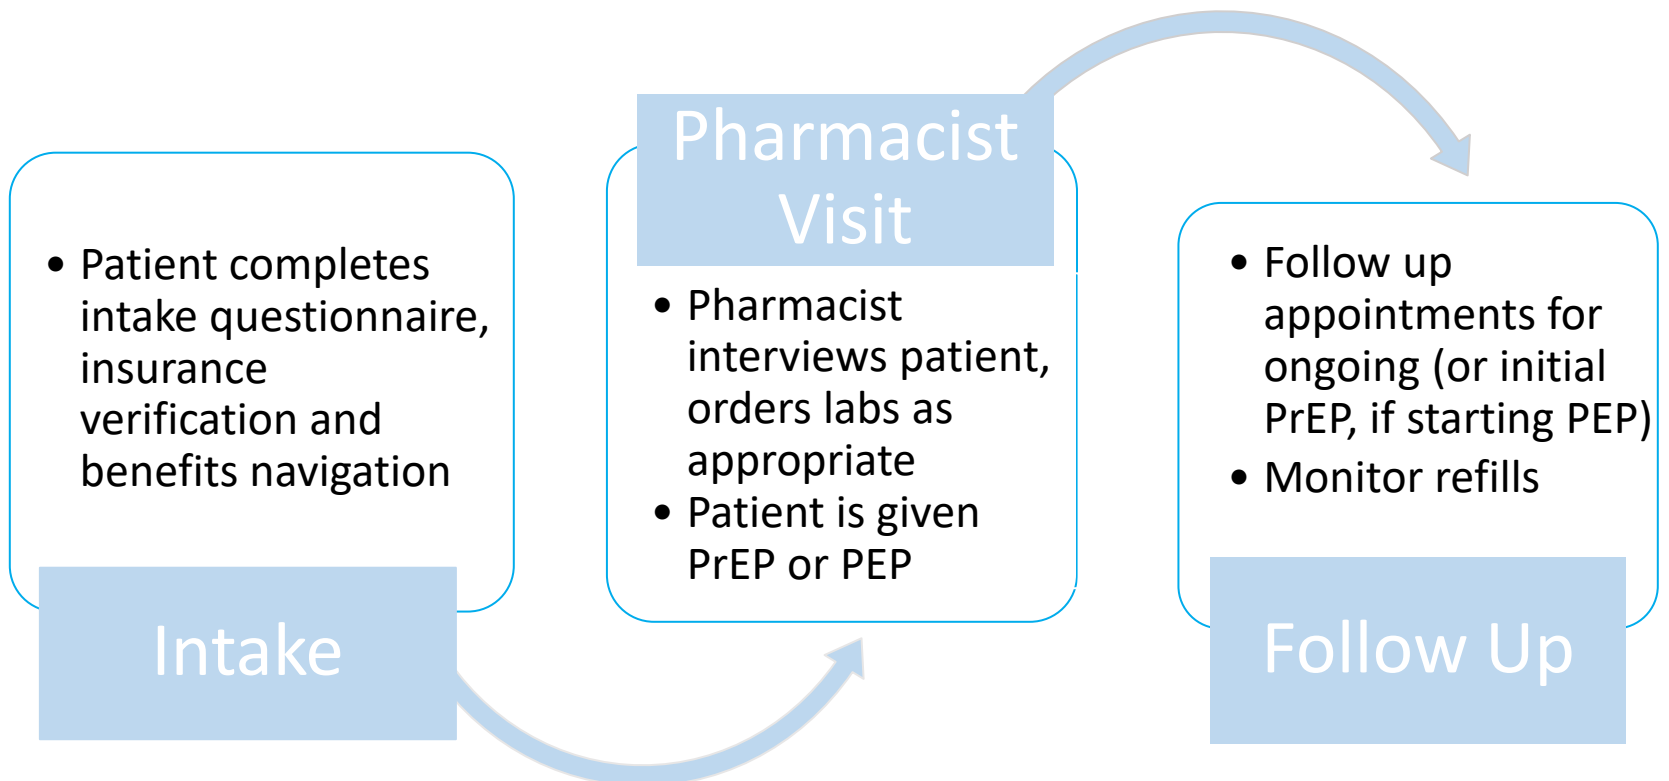 • Patient completes
intake questionnaire,
insurance
verification and
benefits navigation
Intake
Pharmacist
Visit
• Pharmacist
interviews patient,
orders labs as
appropriate
• Patient is given
PrEP or PEP
• Follow up
appointments for
ongoing (or initial
PrEP, if starting PEP)
• Monitor refills
Follow Up